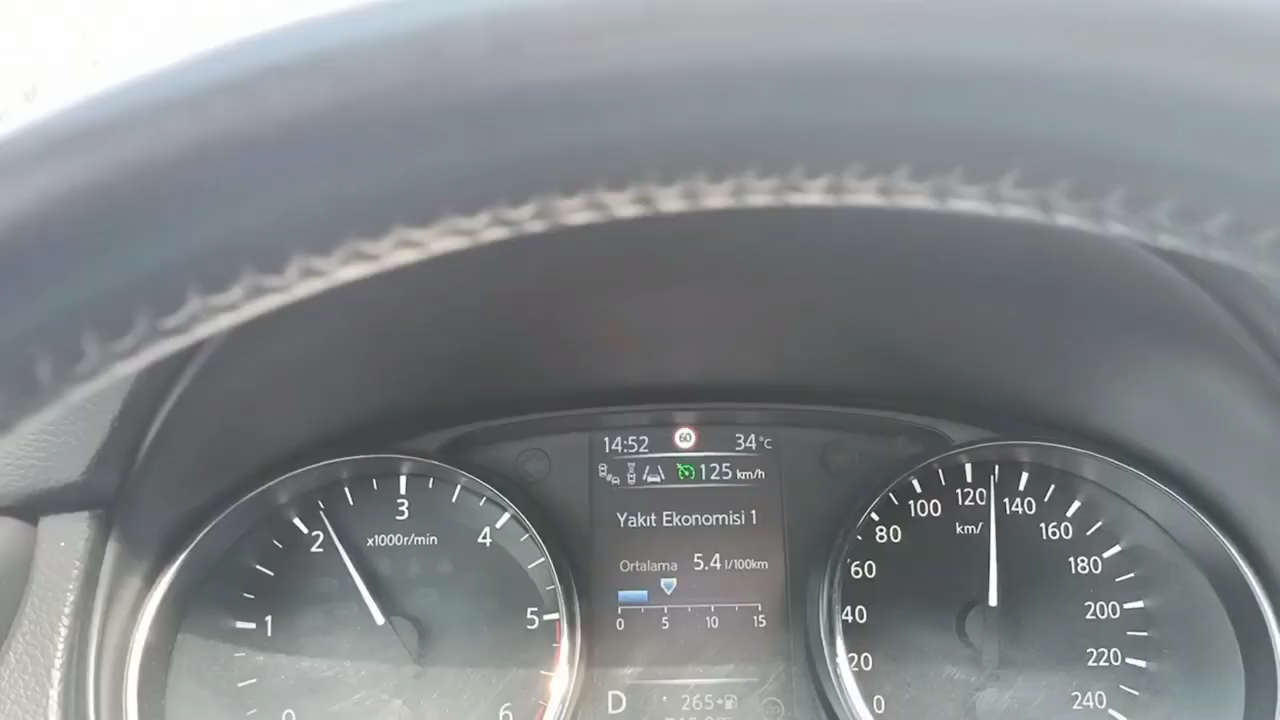 14:52 60 34 °C
125 km/h
Yakıt Ekonomisi 1
Ortalama 5.4 l/100km
0 5 10 15
D 265
0 1 2 3 4 5 6
x1000r/min
0 20 40 60 80 100 120 140 160 180 200 220 240
km/